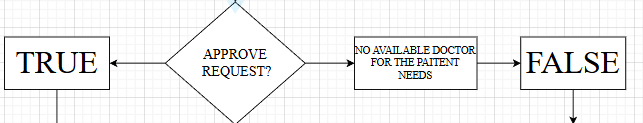 TRUE
APPROVE
REQUEST?
NO AVAILABLE DOCTOR
FOR THE PAITENT
NEEDS
FALSE